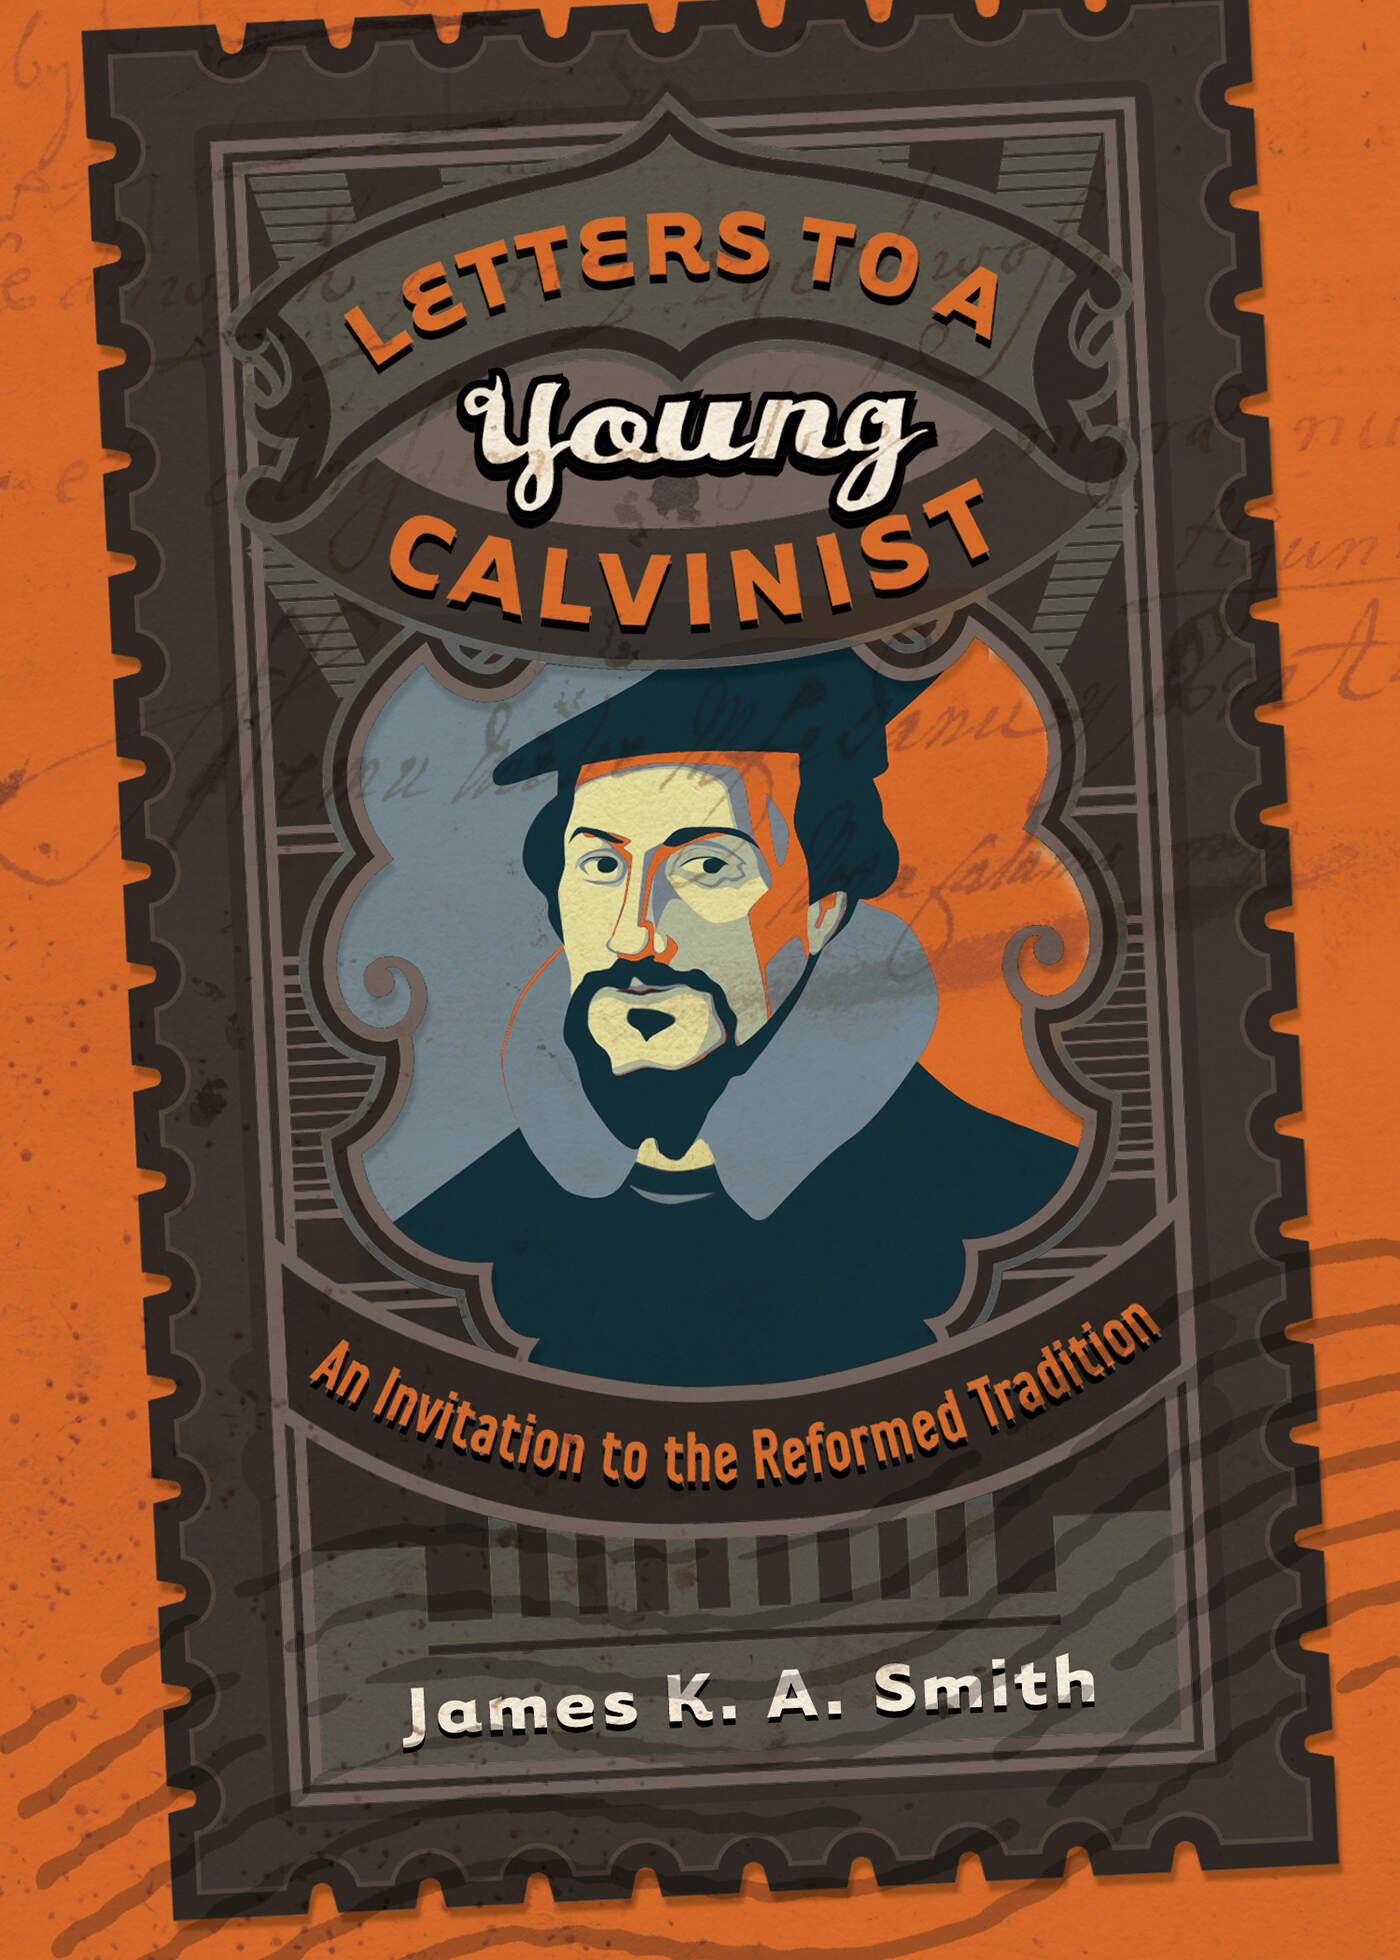 LETTERS TO A
Young
CALVINIST
An Invitation to the Reformed Tradition
James K. A. Smith